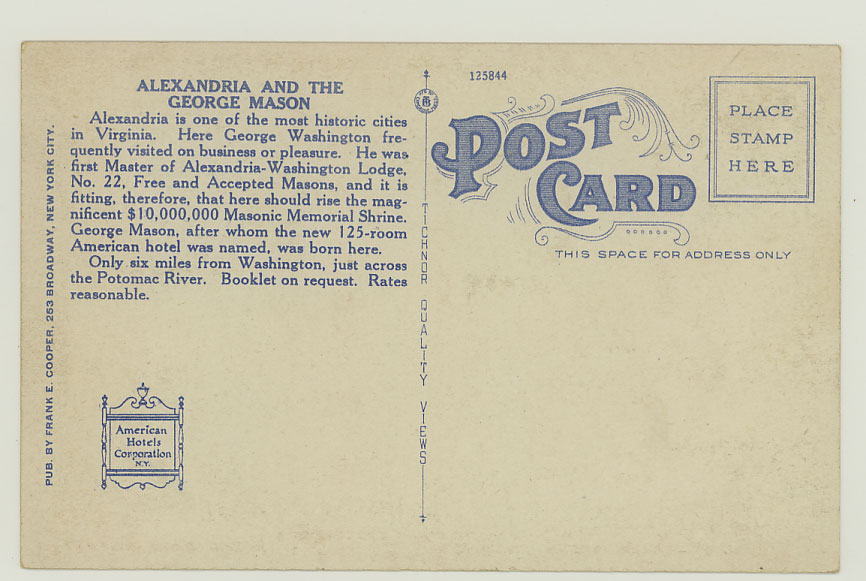 ALEXANDRIA AND THE
GEORGE MASON
Alexandria is one of the most historic cities
in Virginia. Here George Washington fre-
quently visited on business or pleasure. He was
first Master of Alexandria-Washington Lodge,
No. 22, Free and Accepted Masons, and it is
fitting, therefore, that here should rise the mag-
nificent $10,000,000 Masonic Memorial Shrine.
George Mason, after whom the new 125-room
American hotel was named, was born here.
Only six miles from Washington, just across
the Potomac River. Booklet on request. Rates
reasonable.
American
Hotels
Corporation
N.Y.
PUB. BY FRANK E. COOPER, 253 BROADWAY, NEW YORK CITY.
TICHNOR QUALITY VIEWS
125844
POST
CARD
PLACE
STAMP
HERE
THIS SPACE FOR ADDRESS ONLY